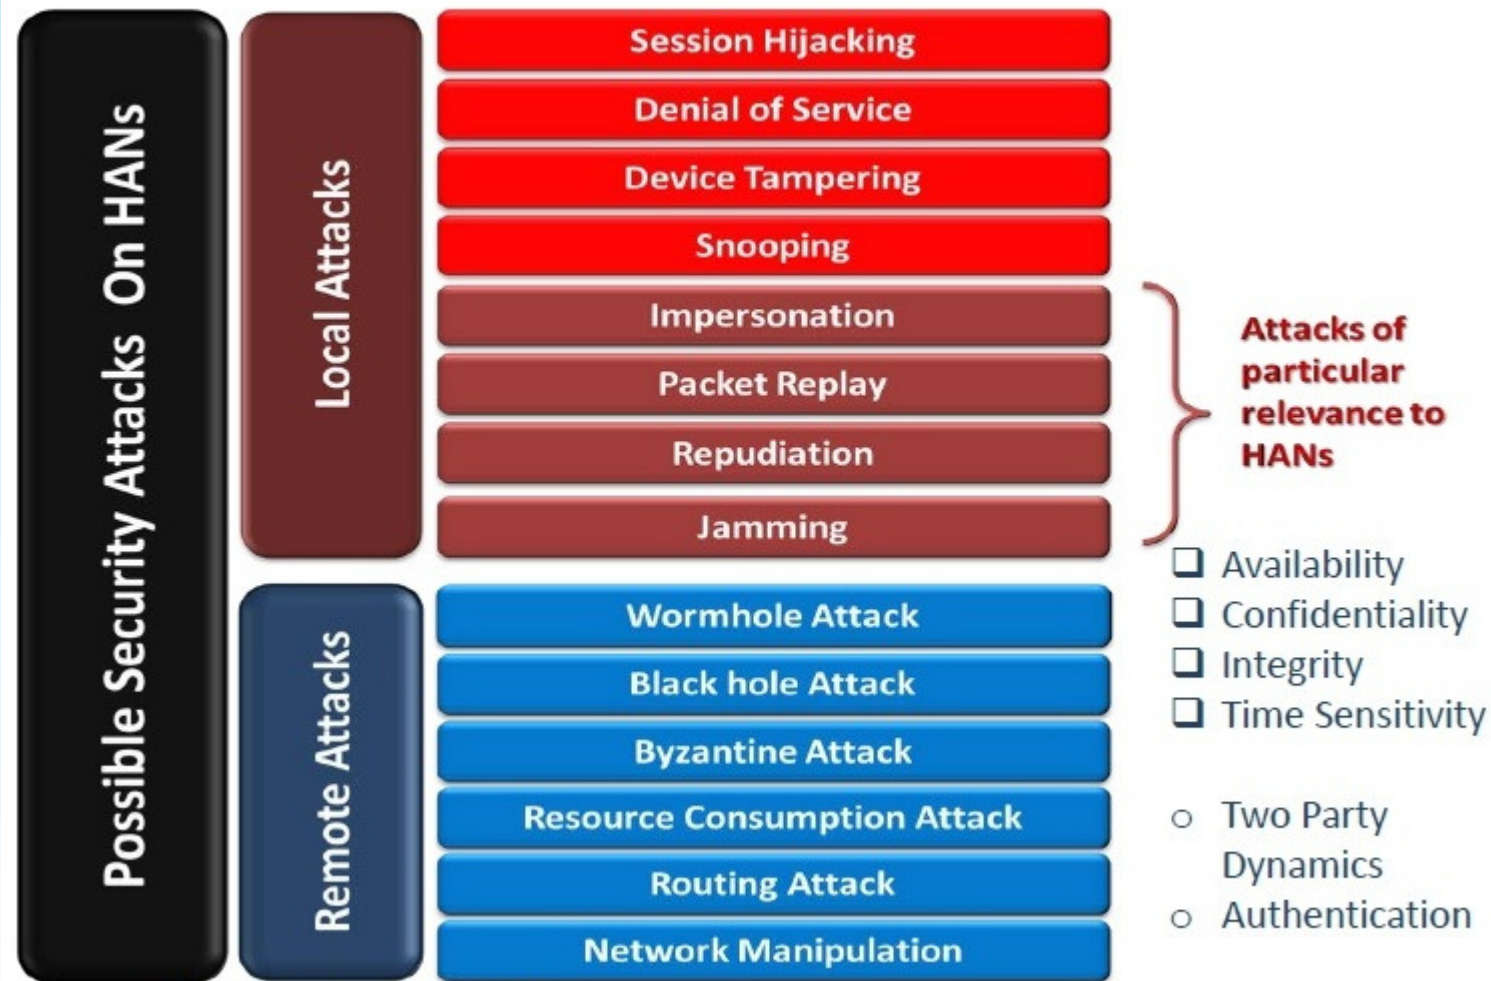 Possible Security Attacks On HANs
Local Attacks
Session Hijacking
Denial of Service
Device Tampering
Snooping
Impersonation
Packet Replay
Repudiation
Jamming
Attacks of
particular
relevance to
HANs
Remote Attacks
Wormhole Attack
Black hole Attack
Byzantine Attack
Resource Consumption Attack
Routing Attack
Network Manipulation
❑ Availability
❑ Confidentiality
❑ Integrity
❑ Time Sensitivity
o Two Party
Dynamics
o Authentication